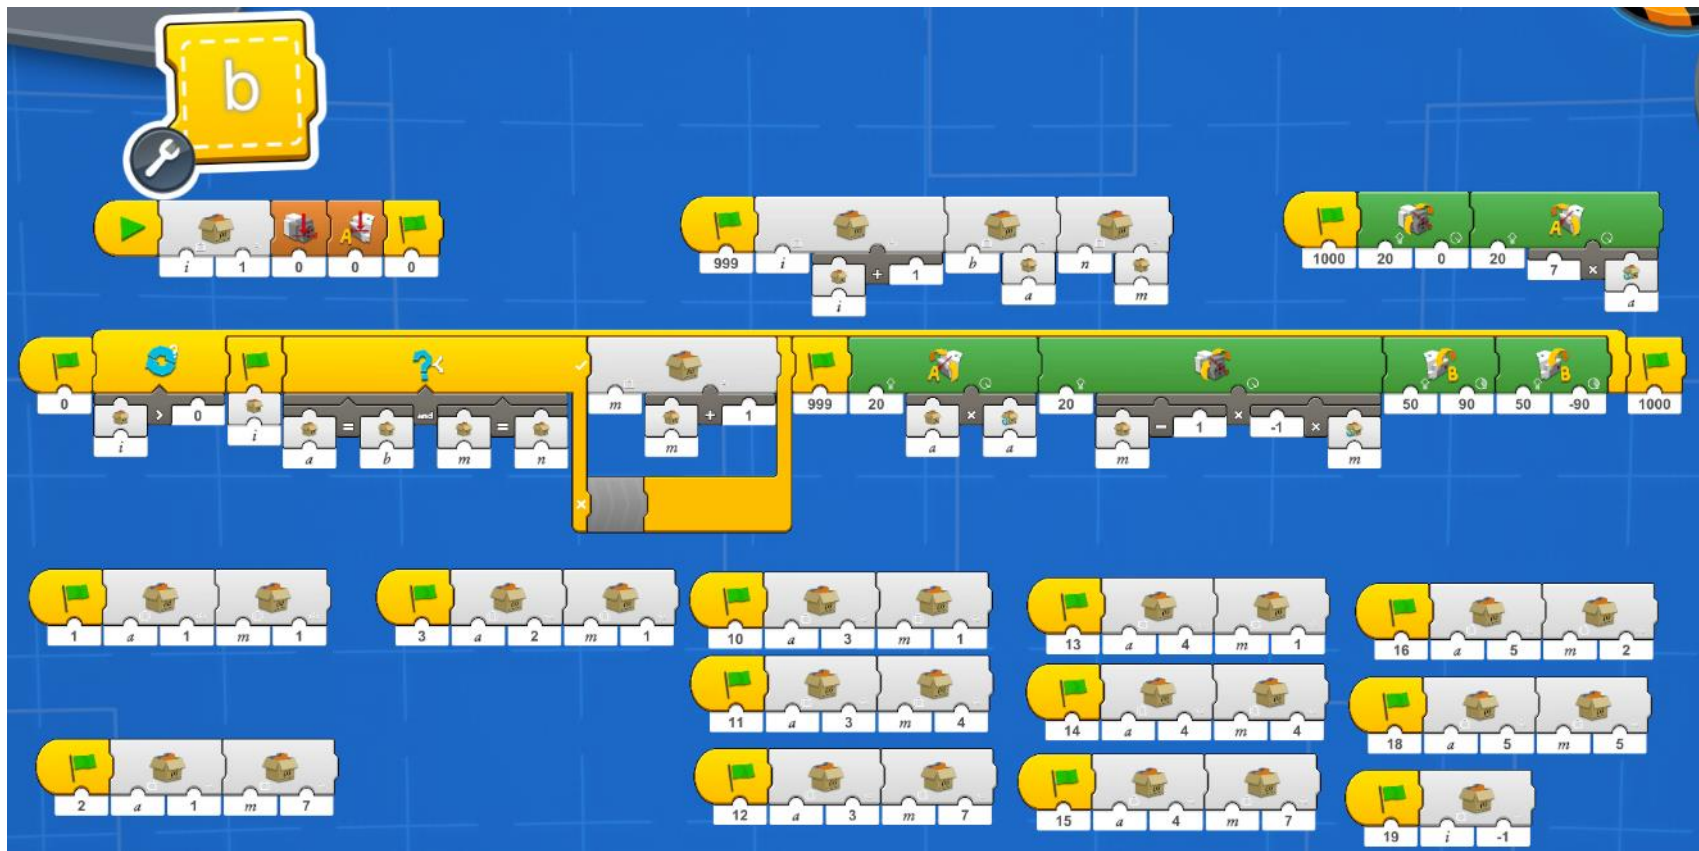 b
A
i 1 0 0 0
999 i + 1 b n
i a m
A
1000 20 0 20 7 ×
a
? A B B
0 > 0 and m + 1 999 20 × 20 − 1 × -1 × 50 90 50 -90 1000
i i = = m a a m m
a b m n
×
1 a 1 m 1
3 a 2 m 1
10 a 3 m 1
13 a 4 m 1
16 a 5 m 2
11 a 3 m 4
14 a 4 m 4
18 a 5 m 5
2 a 1 m 7
12 a 3 m 7
15 a 4 m 7
19 i -1